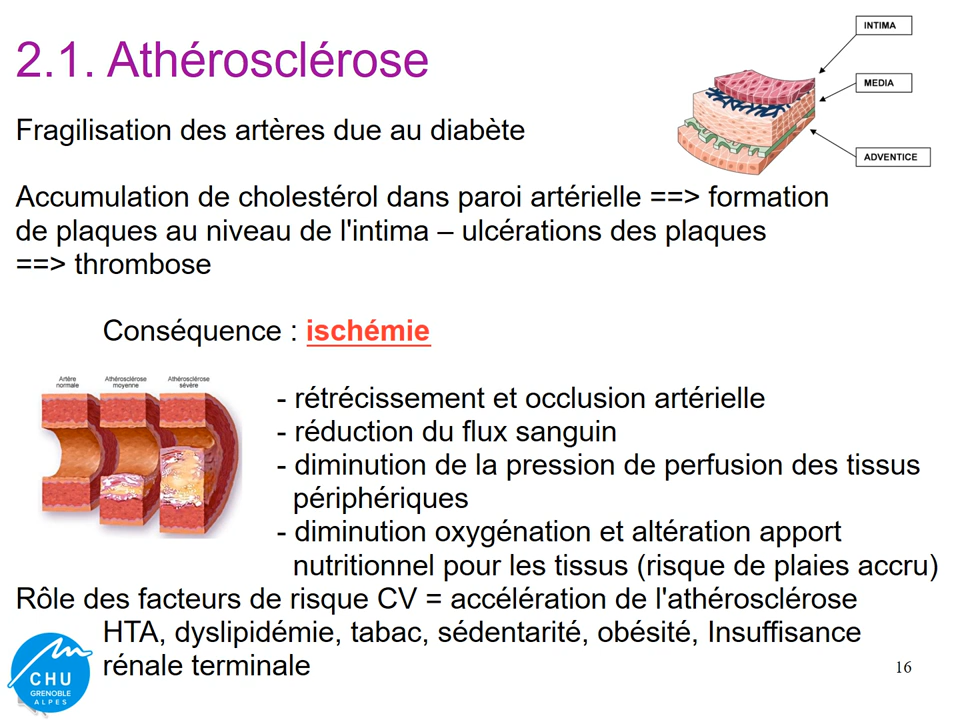 2.1. Athérosclérose
INTIMA
MEDIA
ADVENTICE
Fragilisation des artères due au diabète
Accumulation de cholestérol dans paroi artérielle ==> formation
de plaques au niveau de l'intima – ulcérations des plaques
==> thrombose
Conséquence : ischémie
Artère
normale
Athérosclérose
moyenne
Athérosclérose
sévère
- rétrécissement et occlusion artérielle
- réduction du flux sanguin
- diminution de la pression de perfusion des tissus
périphériques
- diminution oxygénation et altération apport
nutritionnel pour les tissus (risque de plaies accru)
Rôle des facteurs de risque CV = accélération de l'athérosclérose
HTA, dyslipidémie, tabac, sédentarité, obésité, Insuffisance
rénale terminale
CHU
GRENOBLE
ALPES
16